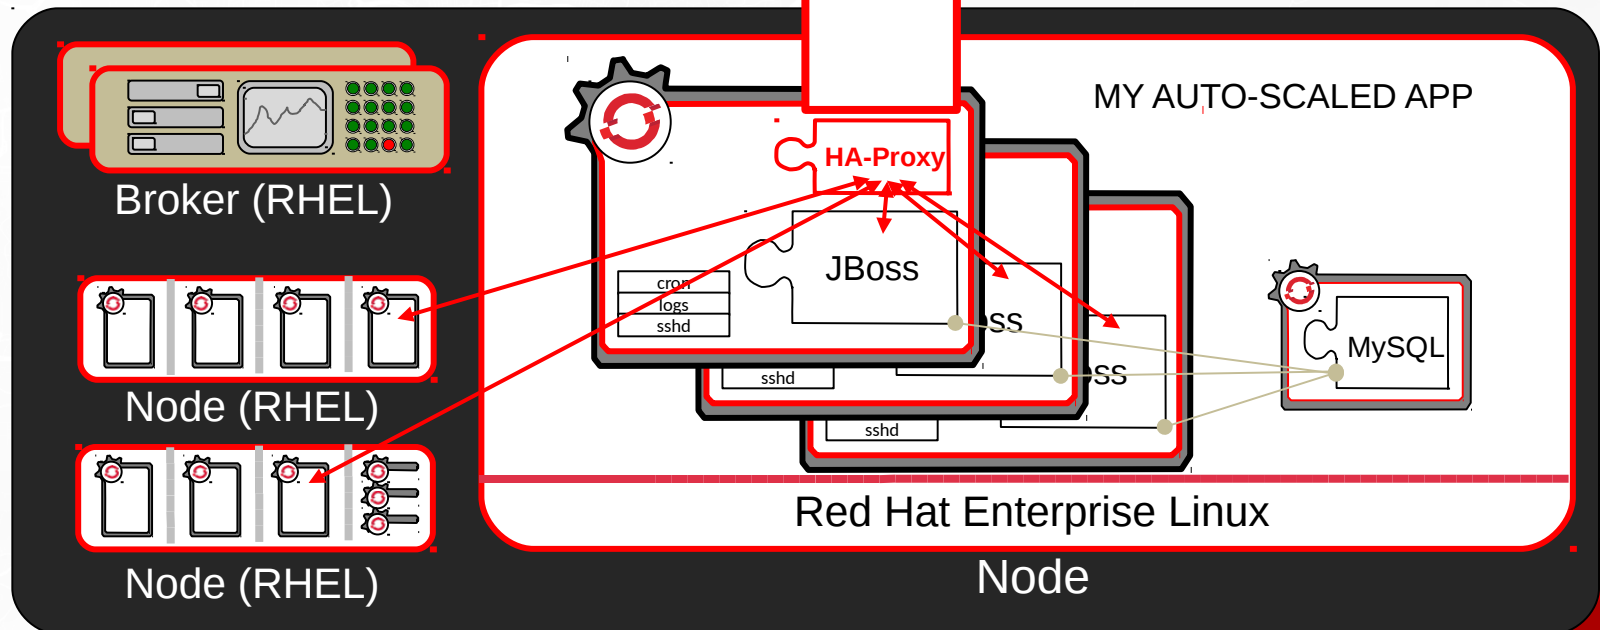 MY AUTO-SCALED APP
HA-Proxy
Broker (RHEL)
JBoss
cron
logs
sshd
ss
MySQL
sshd
ss
sshd
Node (RHEL)
Red Hat Enterprise Linux
Node (RHEL)
Node